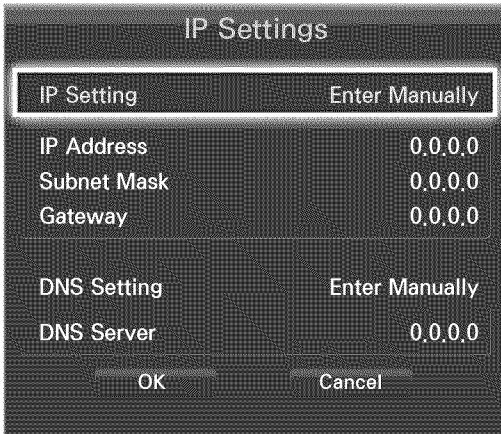 IP Settings
IP Setting Enter Manually
IP Address 0.0.0.0
Subnet Mask 0.0.0.0
Gateway 0.0.0.0
DNS Setting Enter Manually
DNS Server 0.0.0.0
OK Cancel